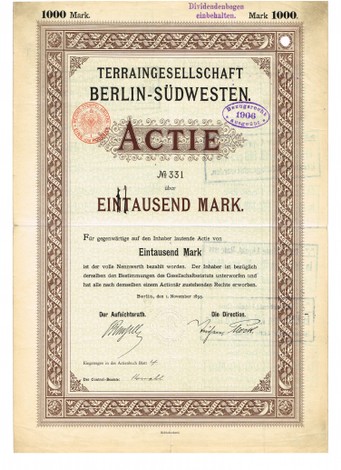 1000 Mark.
Dividendenbogen
einbehalten.
Mark 1000.
TERRAINGESELLSCHAFT
BERLIN-SÜDWESTEN.
Bezugsrecht
1906
ausgeübt
ACTIE
№ 331
über
EINTAUSEND MARK.
Für gegenwärtige auf den Inhaber lautende Actie von
Eintausend Mark
ist der volle Nennwerth bezahlt worden. Der Inhaber ist bezüglich
derselben den Bestimmungen des Gesellschaftsstatuts unterworfen und
hat alle nach demselben einem Actionär zustehenden Rechte erworben.
Berlin, den 1. November 1899.
Der Aufsichtsrath.
Die Direction.
Eingetragen in das Actienbuch Blatt 4
Der Control-Beamte: